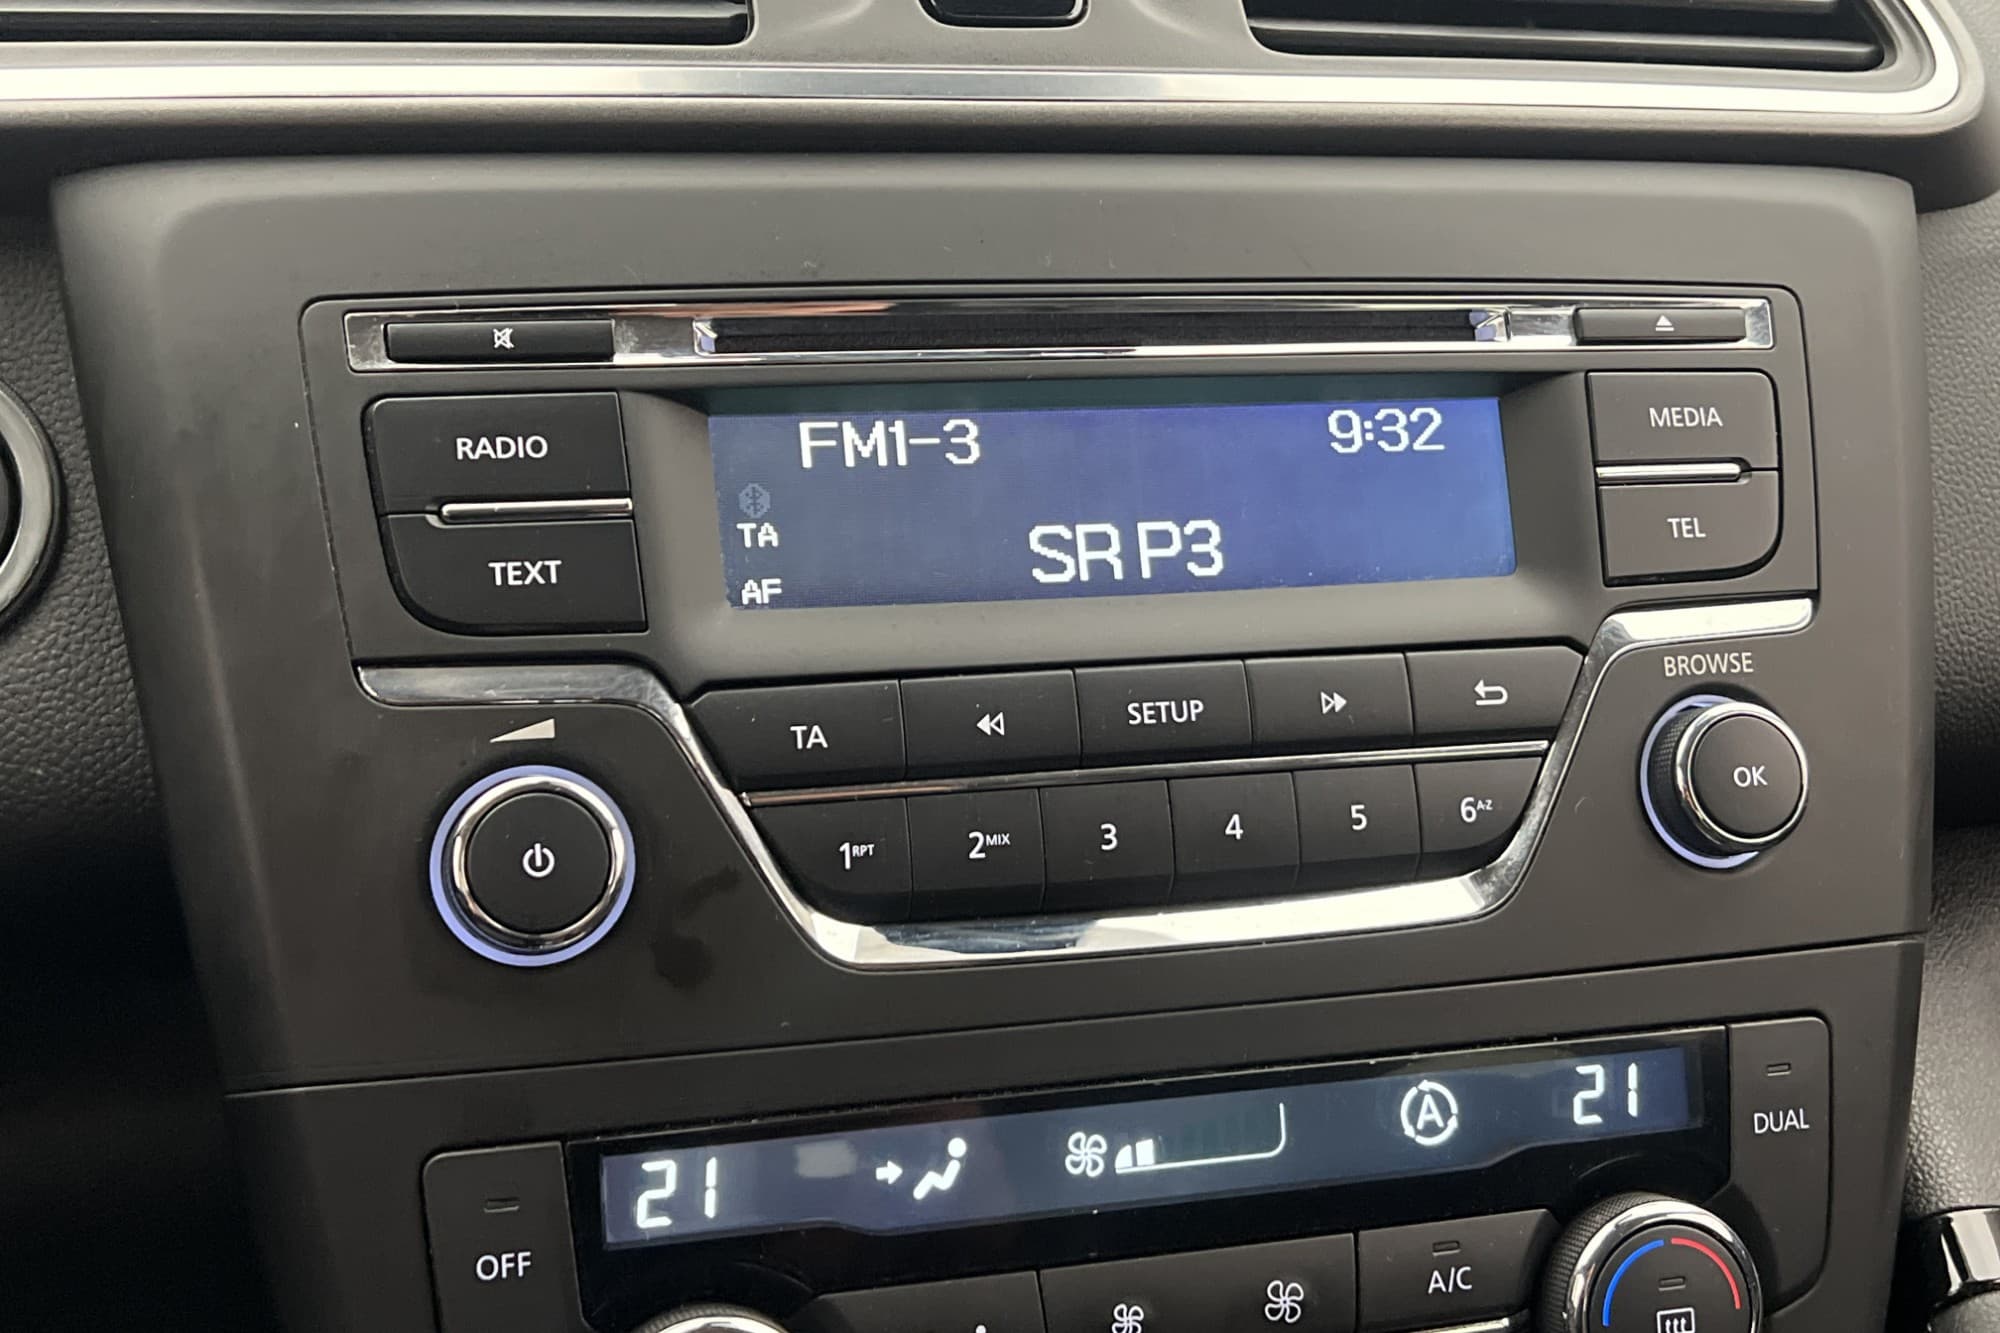 RADIO
TEXT
FM1-3
9:32
TA
AF
SR P3
MEDIA
TEL
BROWSE
TA
SETUP
1RPT
2MIX
3
4
5
6A-Z
OK
21
A
21
DUAL
OFF
A/C